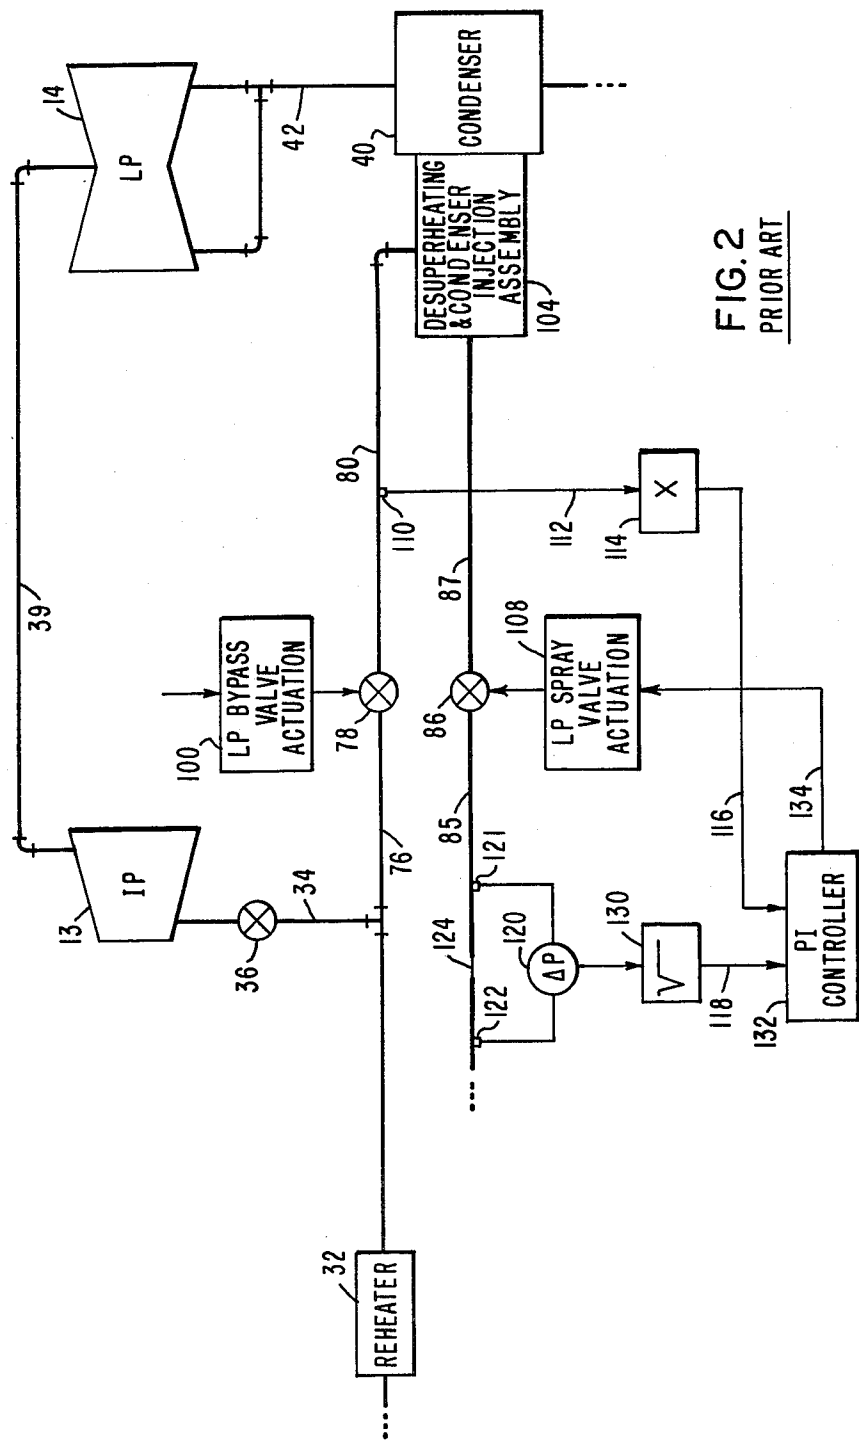 14
LP
39
13
IP
36
34
42
40
CONDENSER
DESUPERHEATING
& CONDENSER
INJECTION
ASSEMBLY
104
100
LP BYPASS
VALVE
ACTUATION
78
80
110
76
32
REHEATER
87
86
85
124
121
122
120
ΔP
108
LP SPRAY
VALVE
ACTUATION
112
114
X
116
130
√
118
134
132
PI
CONTROLLER
FIG. 2
PRIOR ART